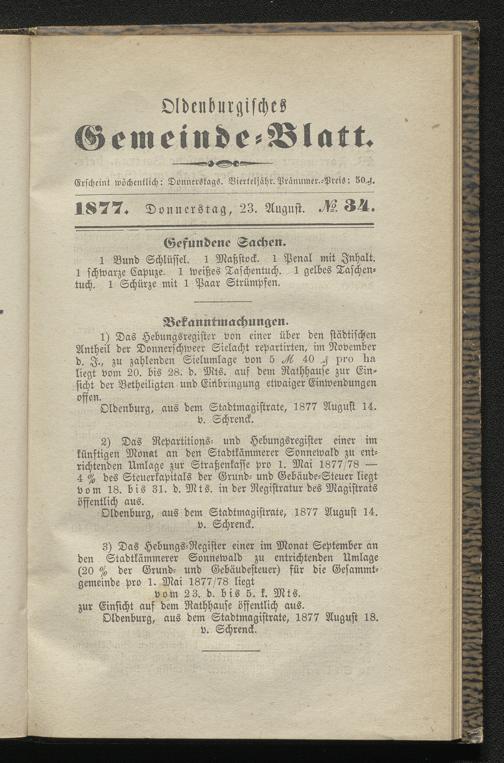 Oldenburgisches
Gemeinde-Blatt.
Erscheint wöchentlich: Donnerstags. Vierteljähr. Pränumer.-Preis: 50 ₰.
1877. Donnerstag, 23. August. № 34.
Gefundene Sachen.
1 Bund Schlüssel. 1 Maßstock. 1 Penal mit Inhalt.
1 schwarze Capuze. 1 weißes Taschentuch. 1 gelbes Taschen-
tuch. 1 Schürze mit 1 Paar Strümpfen.
Bekanntmachungen.
1) Das Hebungsregister von einer über den städtischen
Antheil der Donnerschweer Sielacht repartirten, im November
d. J., zu zahlenden Sielumlage von 5 ℳ 40 ₰ pro ha
liegt vom 20. bis 28. d. Mts. auf dem Rathhause zur Ein-
sicht der Betheiligten und Einbringung etwaiger Einwendungen
offen.
Oldenburg, aus dem Stadtmagistrate, 1877 August 14.
v. Schrenck.
2) Das Repartitions- und Hebungsregister einer im
künftigen Monat an den Stadtkämmerer Sonnewald zu ent-
richtenden Umlage zur Straßenkasse pro 1. Mai 1877/78 —
4 % des Steuerkapitals der Grund- und Gebäude-Steuer liegt
vom 18. bis 31. d. Mts. in der Registratur des Magistrats
öffentlich aus.
Oldenburg, aus dem Stadtmagistrate, 1877 August 14.
v. Schrenck.
3) Das Hebungs-Register einer im Monat September an
den Stadtkämmerer Sonnewald zu entrichtenden Umlage
(20 % der Grund- und Gebäudesteuer) für die Gesammt-
gemeinde pro 1. Mai 1877/78 liegt
vom 23. d. bis 5. k. Mts.
zur Einsicht auf dem Rathhause öffentlich aus.
Oldenburg, aus dem Stadtmagistrate, 1877 August 18.
v. Schrenck.